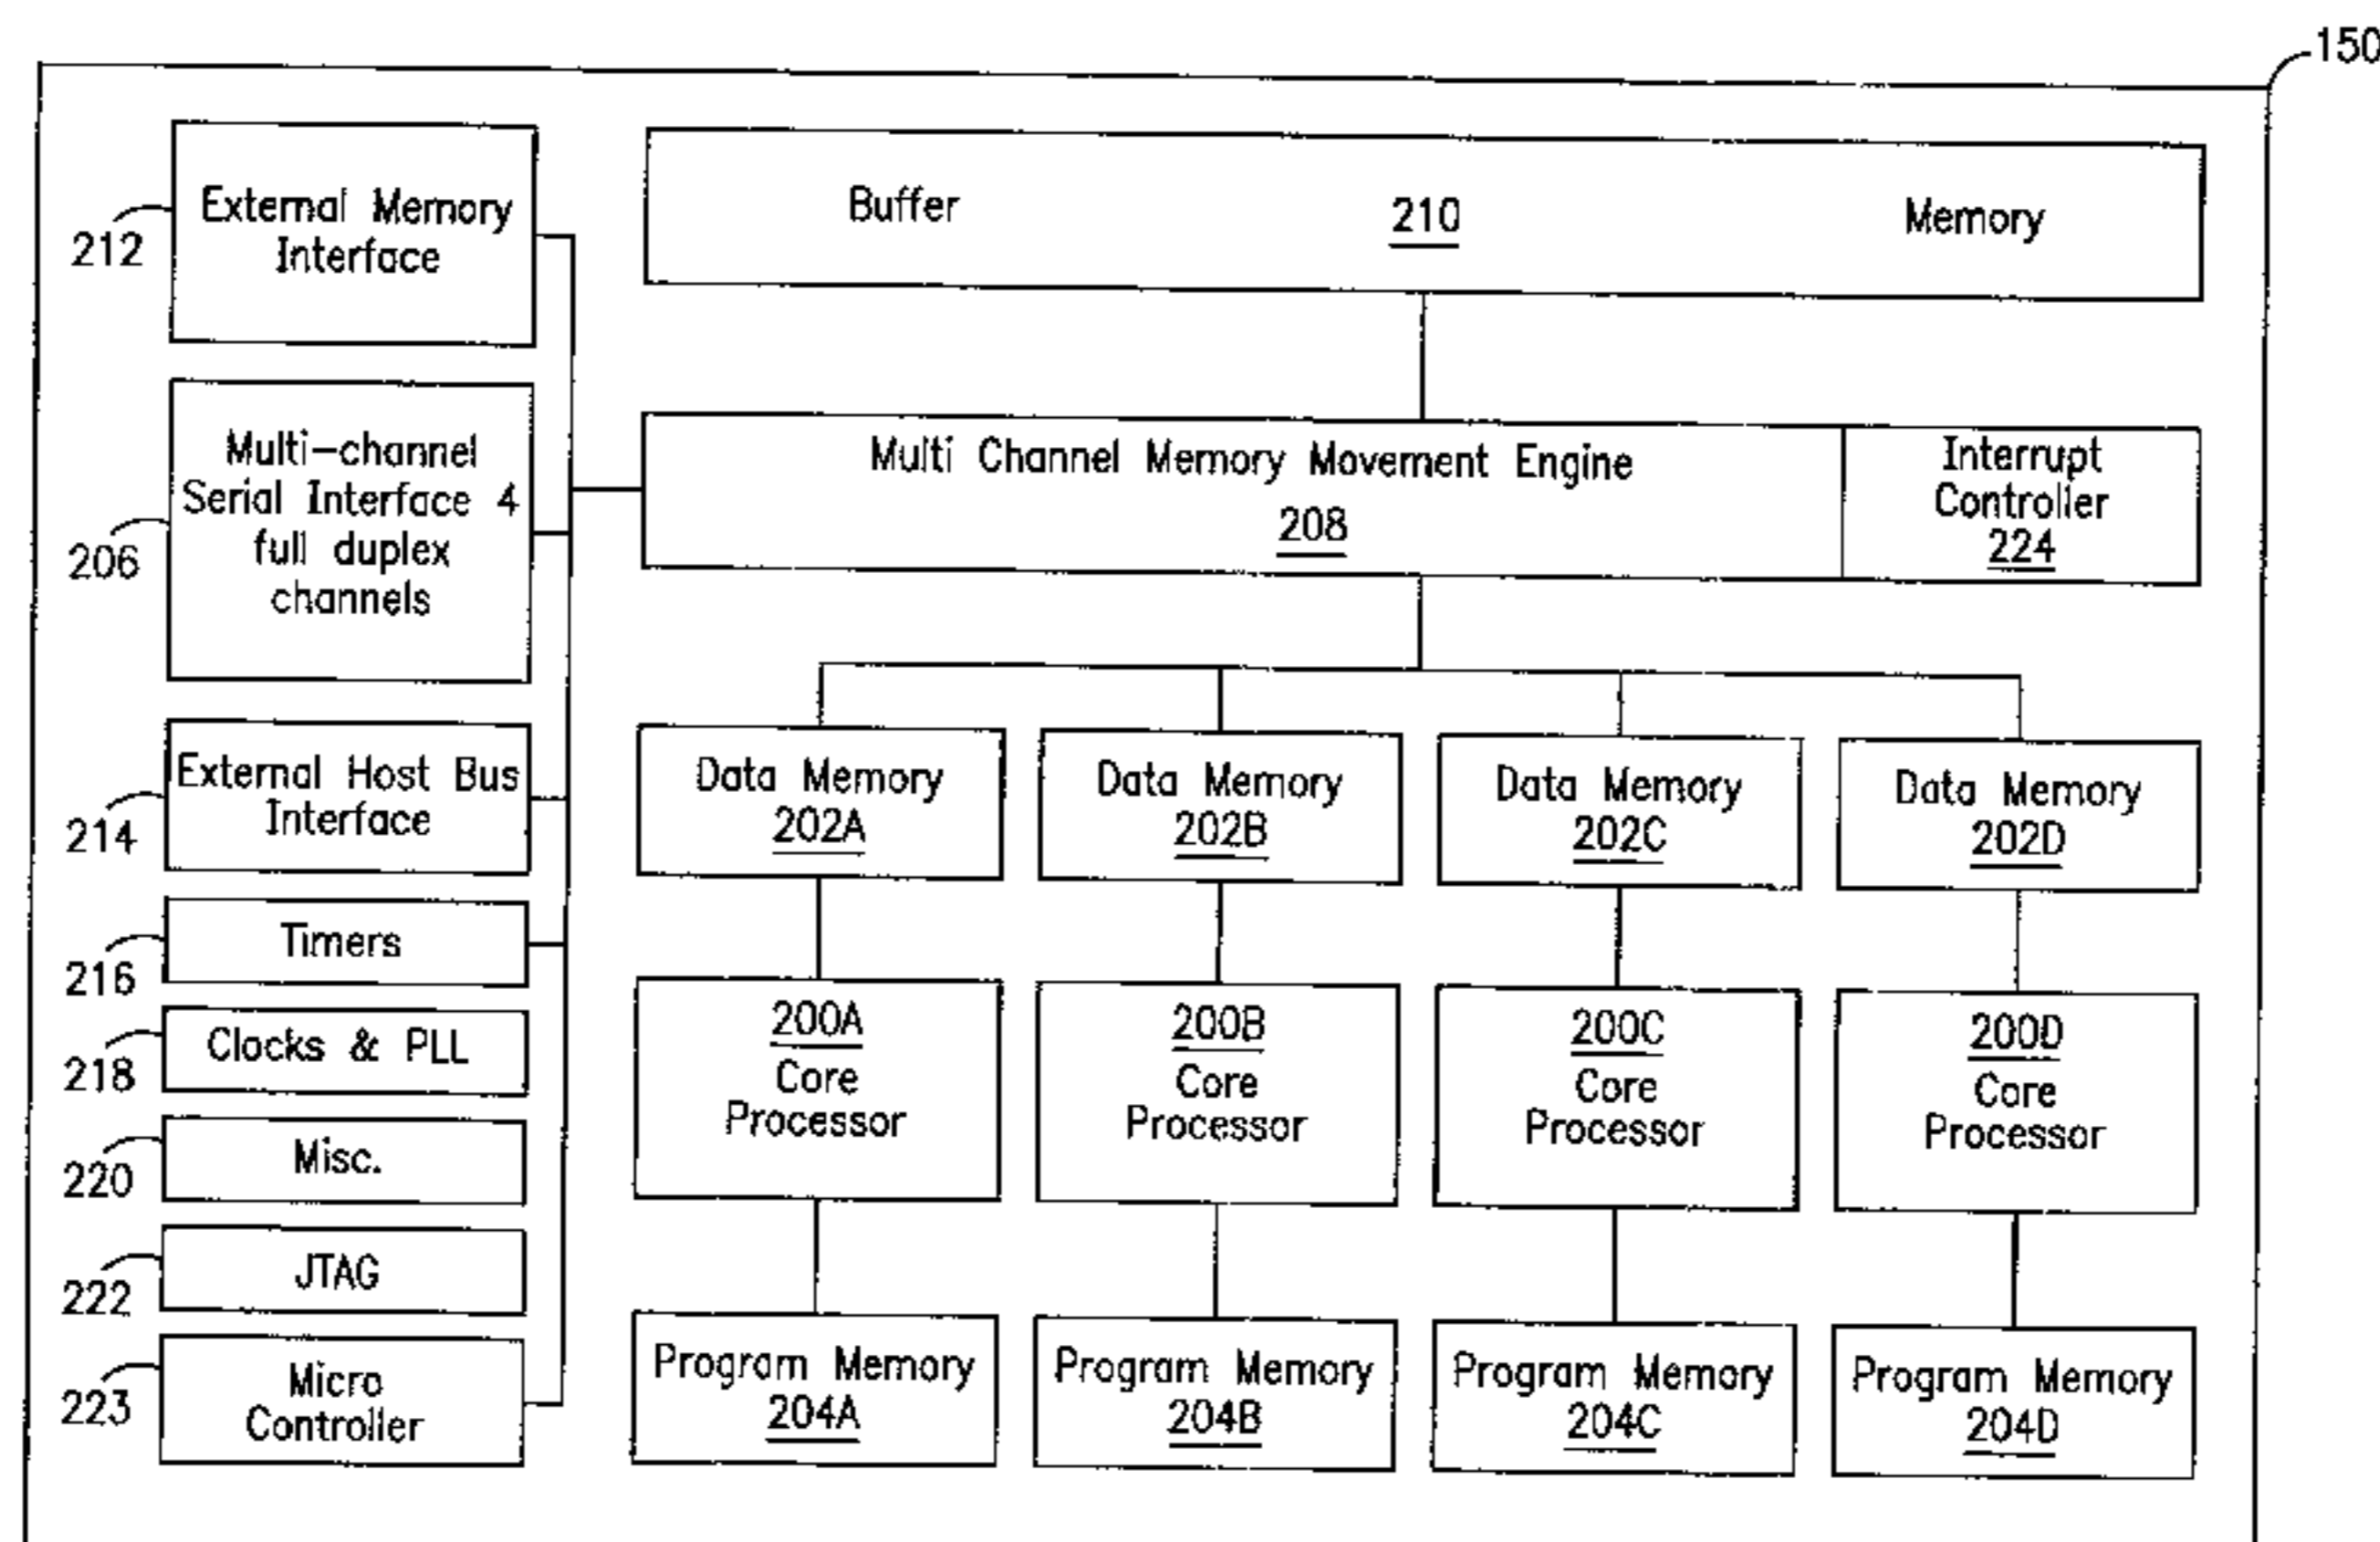 150
External Memory
Interface
212
Buffer 210 Memory
Multi-channel
Serial Interface 4
full duplex
channels
206
Multi Channel Memory Movement Engine
208
Interrupt
Controller
224
External Host Bus
Interface
214
Timers
216
Clocks & PLL
218
Misc.
220
JTAG
222
Micro
Controller
223
Data Memory
202A
Data Memory
202B
Data Memory
202C
Data Memory
202D
200A
Core
Processor
200B
Core
Processor
200C
Core
Processor
200D
Core
Processor
Program Memory
204A
Program Memory
204B
Program Memory
204C
Program Memory
204D